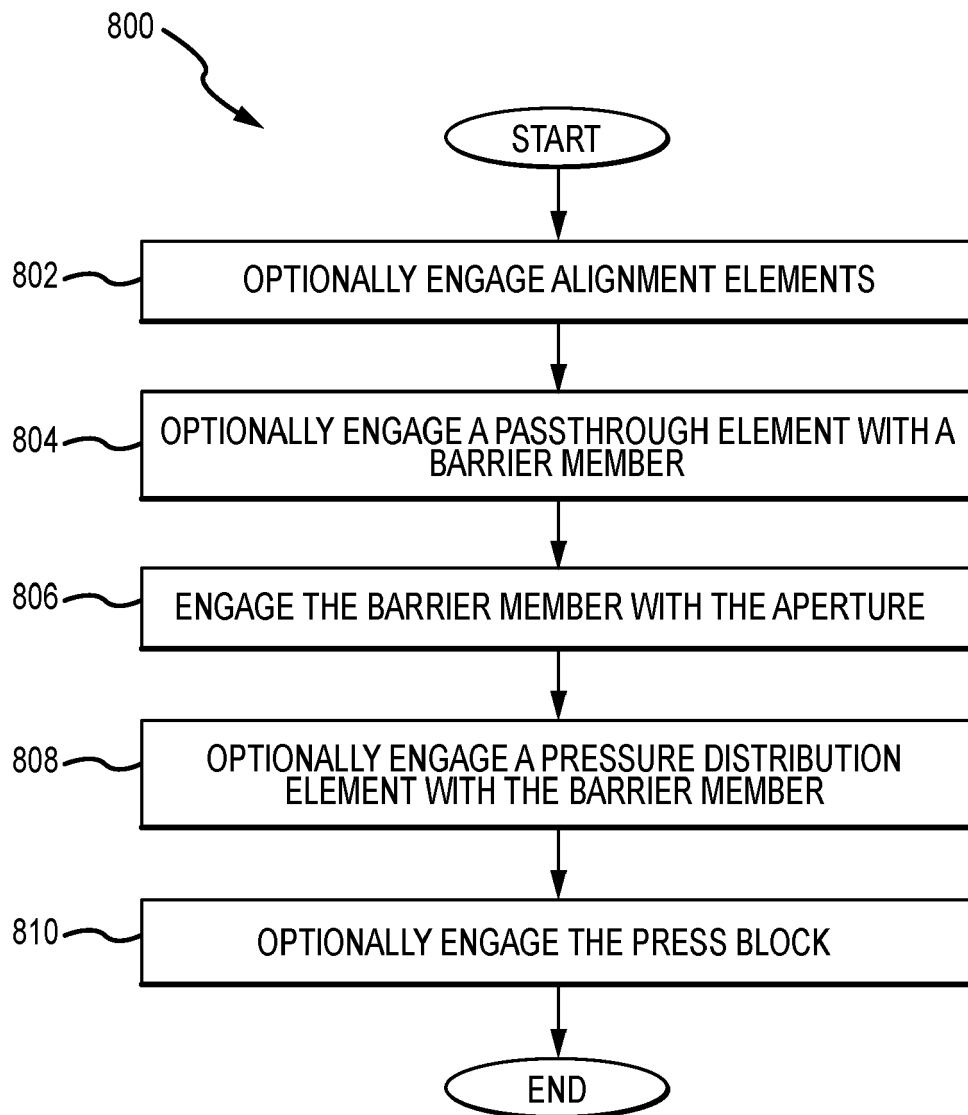 800
START
802
OPTIONALLY ENGAGE ALIGNMENT ELEMENTS
804
OPTIONALLY ENGAGE A PASSTHROUGH ELEMENT WITH A
BARRIER MEMBER
806
ENGAGE THE BARRIER MEMBER WITH THE APERTURE
808
OPTIONALLY ENGAGE A PRESSURE DISTRIBUTION
ELEMENT WITH THE BARRIER MEMBER
810
OPTIONALLY ENGAGE THE PRESS BLOCK
END